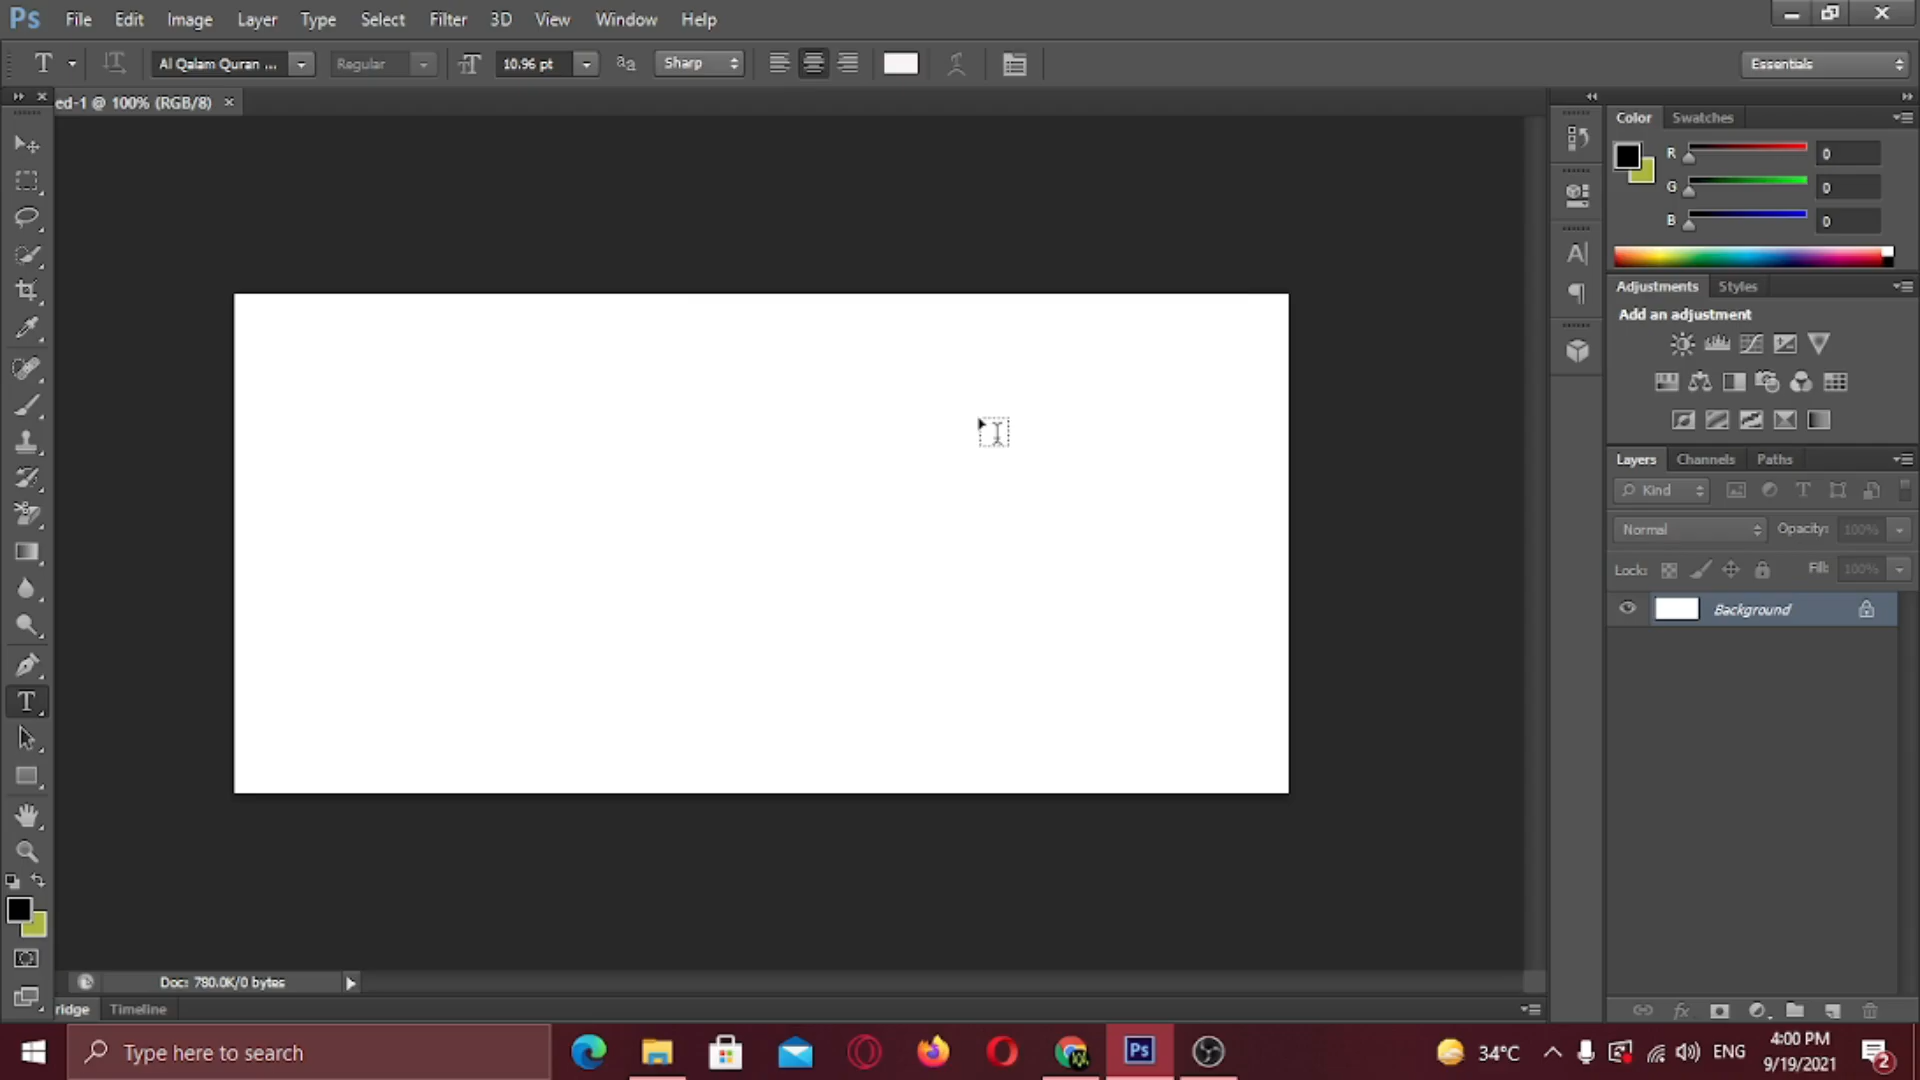 Ps File Edit Image Layer Type Select Filter 3D View Window Help
T Al Qalam Quran ... Regular 10.96 pt aa Sharp Essentials
ed-1 @ 100% (RGB/8) ×
Color Swatches
R 0
G 0
B 0
Adjustments Styles
Add an adjustment
Layers Channels Paths
Kind
Normal Opacity: 100%
Lock: Fill: 100%
Background
Doc: 780.0K/0 bytes
ridge Timeline
Type here to search
34°C ENG
4:00 PM
9/19/2021
2